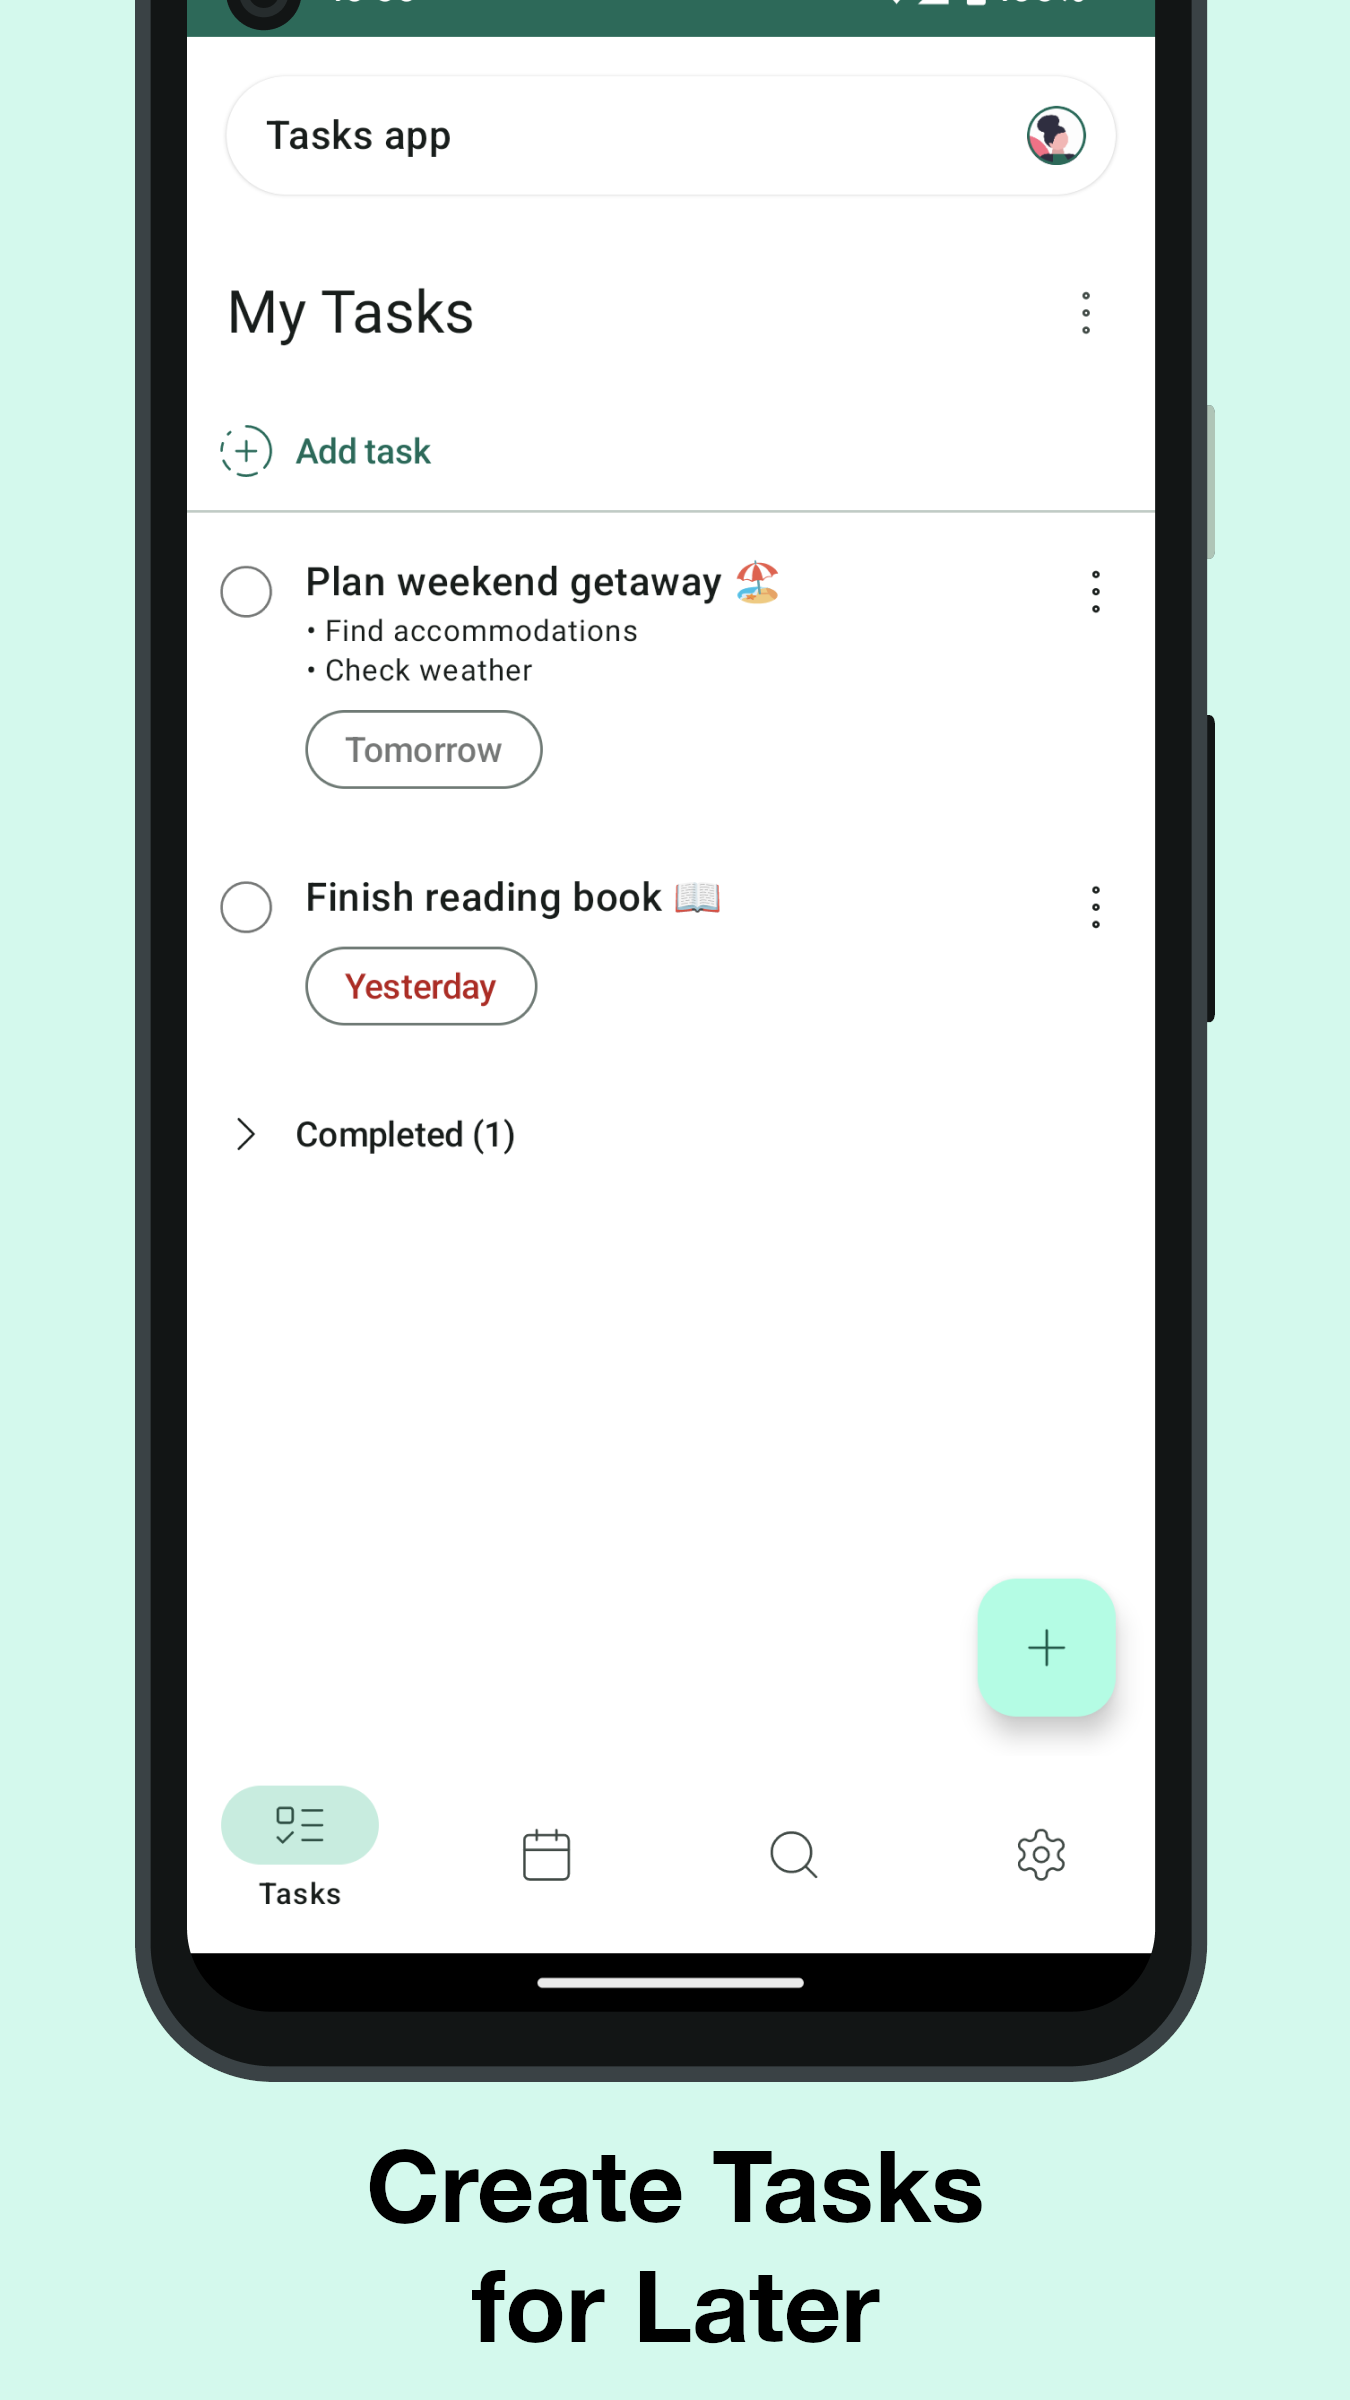 Tasks app
My Tasks
Add task
Plan weekend getaway 🏖️
• Find accommodations
• Check weather
Tomorrow
Finish reading book 📖
Yesterday
Completed (1)
Tasks
Create Tasks
for Later